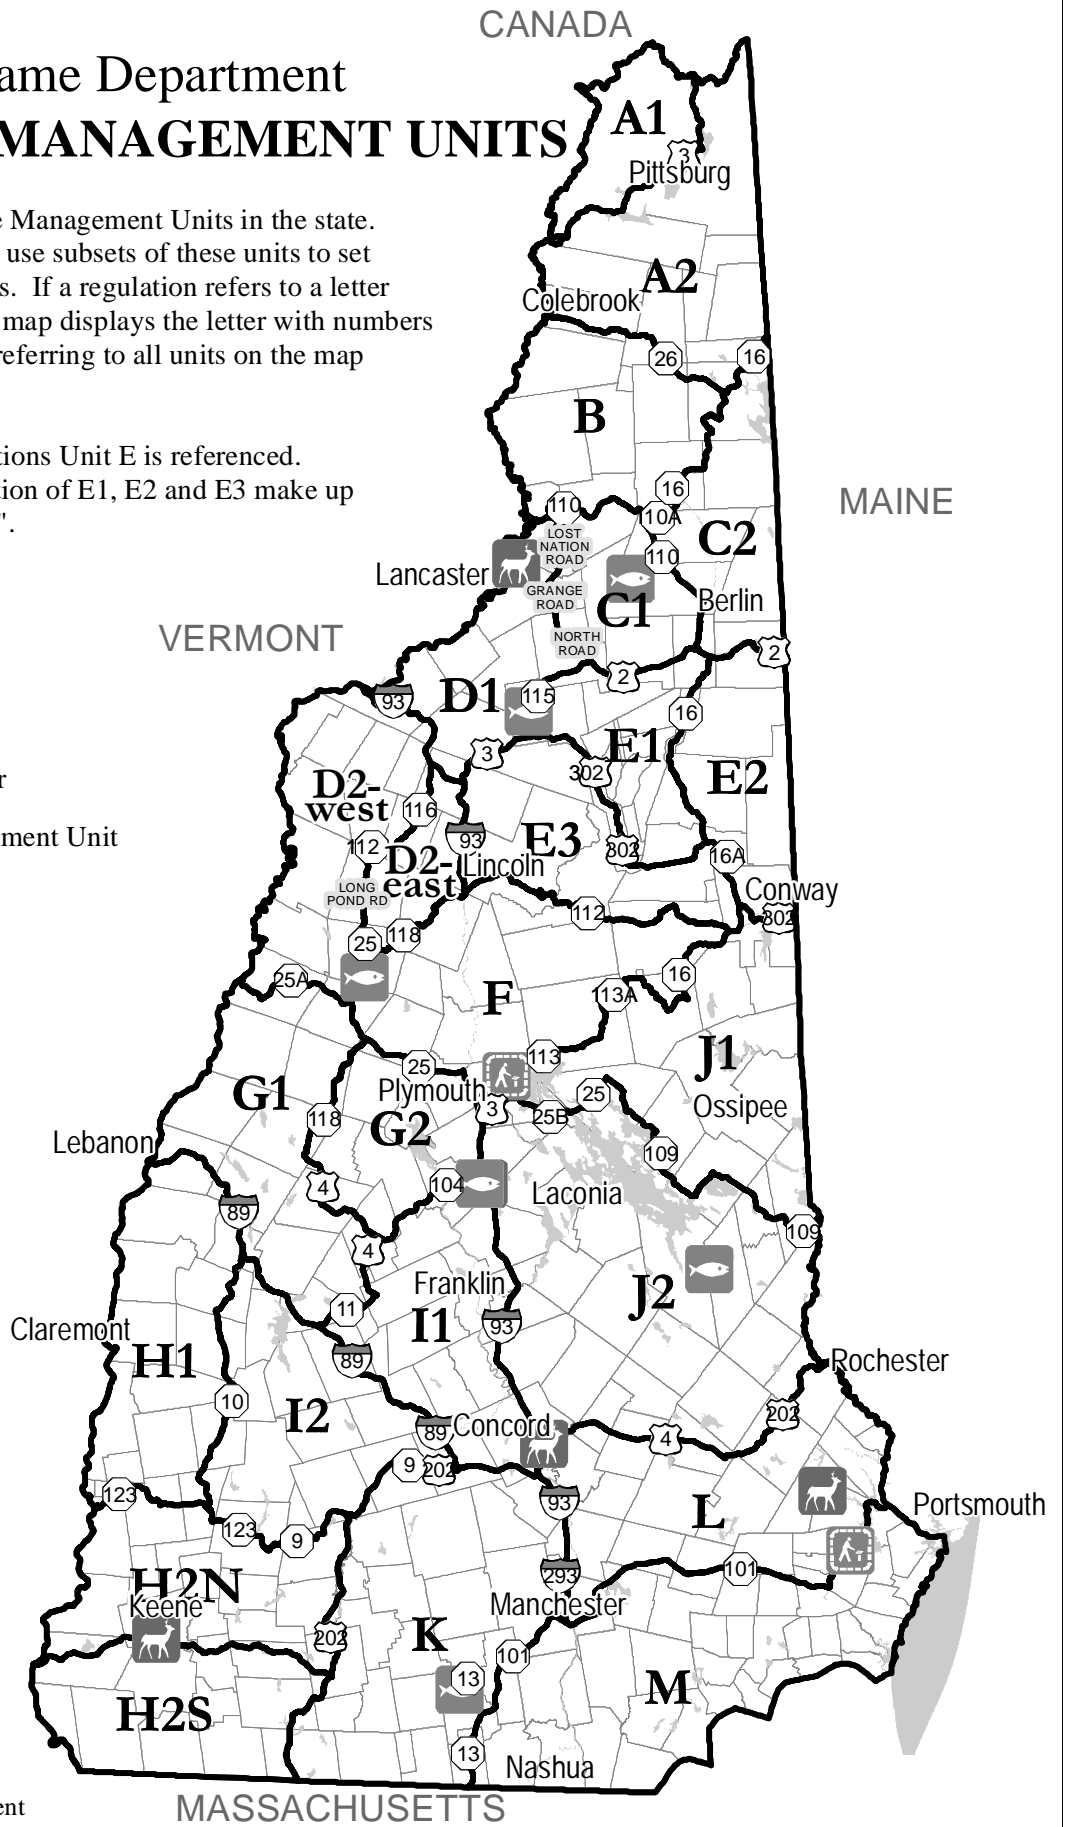 CANADA
ame Department
MANAGEMENT UNITS
e Management Units in the state.
use subsets of these units to set
s. If a regulation refers to a letter
map displays the letter with numbers
referring to all units on the map
tions Unit E is referenced.
tion of E1, E2 and E3 make up
".
A1
3
Pittsburg
A2
Colebrook
26
16
B
MAINE
16
110
10A
LOST
NATION
ROAD
C2
110
Lancaster
GRANGE
ROAD
C1
Berlin
VERMONT
NORTH
ROAD
2
2
93
D1
115
16
3
E1
302
E2
r
D2-
west
116
ment Unit
112
93
E3
302
16A
D2-
east
Lincoln
LONG
POND RD
Conway
112
302
25
118
25A
16
F
113A
113
J1
25
Plymouth
G1
3
25B
25
Ossipee
118
G2
109
Lebanon
4
104
Laconia
89
109
4
Franklin
J2
11
I1
93
Claremont
H1
89
Rochester
10
I2
202
89
Concord
4
9
202
123
93
L
Portsmouth
123
9
293
101
H2N
Keene
Manchester
202
K
101
13
M
H2S
13
Nashua
ent
MASSACHUSETTS